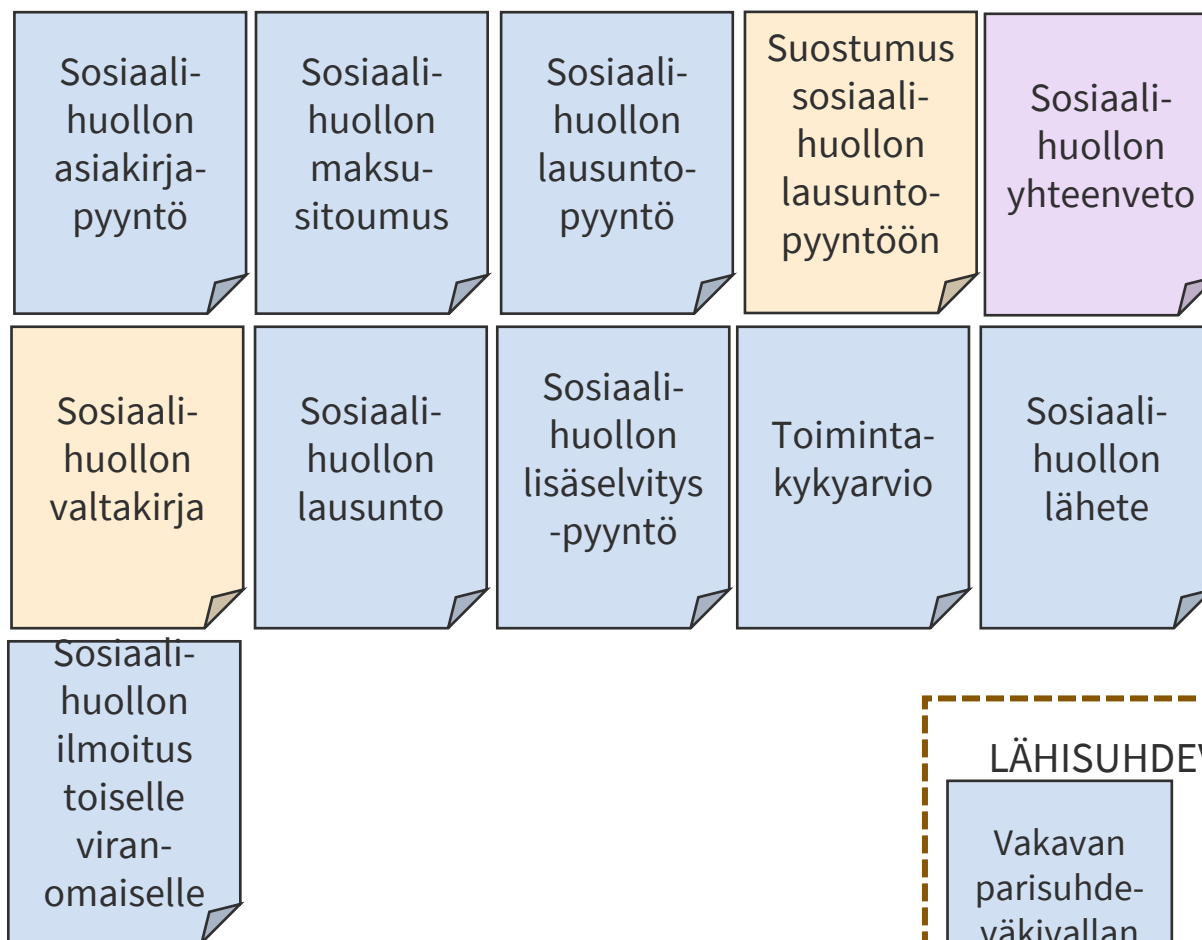 Sosiaali-
huollon
asiakirja-
pyyntö
Sosiaali-
huollon
maksu-
sitoumus
Sosiaali-
huollon
lausunto-
pyyntö
Suostumus
sosiaali-
huollon
lausunto-
pyyntöön
Sosiaali-
huollon
yhteenveto
Sosiaali-
huollon
valtakirja
Sosiaali-
huollon
lausunto
Sosiaali-
huollon
lisäselvitys
-pyyntö
Toiminta-
kykyarvio
Sosiaali-
huollon
lähete
Sosiaali-
huollon
ilmoitus
toiselle
viran-
omaiselle
LÄHISUHDEV
Vakavan
parisuhde-
väkivallan